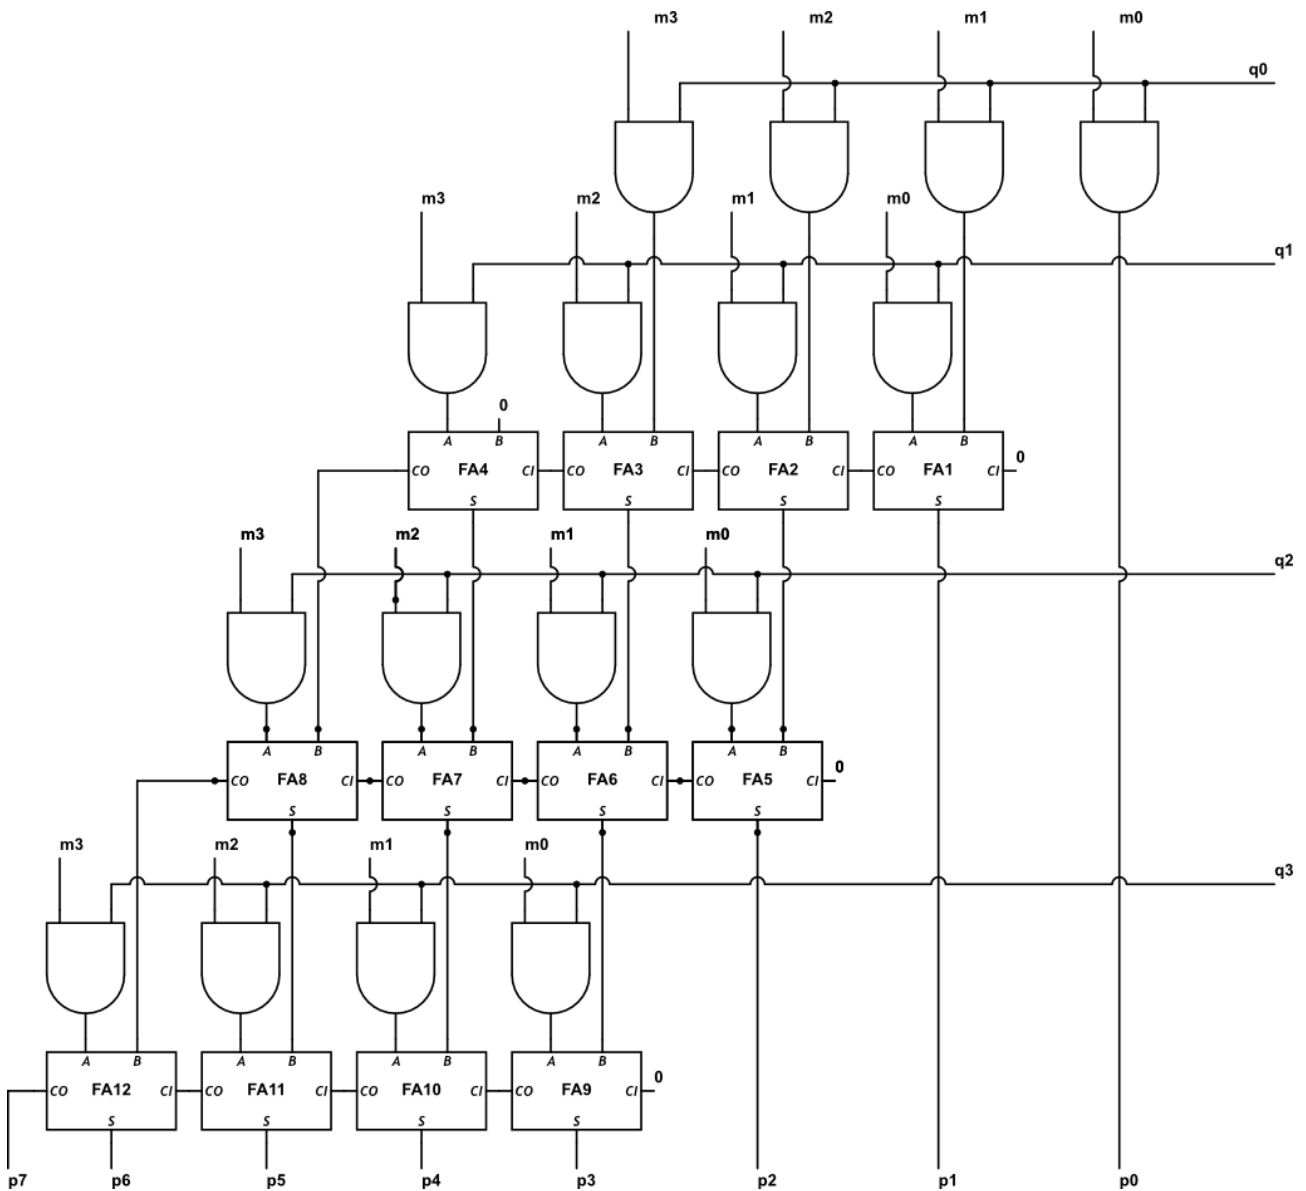 m3 m2 m1 m0
q0
m3 m2 m1 m0
q1
0
A B A B A B A B
CO FA4 CI CO FA3 CI CO FA2 CI CO FA1 CI 0
S S S S
m3 m2 m1 m0
q2
A B A B A B A B
CO FA8 CI CO FA7 CI CO FA6 CI CO FA5 CI 0
S S S S
m3 m2 m1 m0
q3
A B A B A B A B
CO FA12 CI CO FA11 CI CO FA10 CI CO FA9 CI 0
S S S S
p7 p6 p5 p4 p3 p2 p1 p0